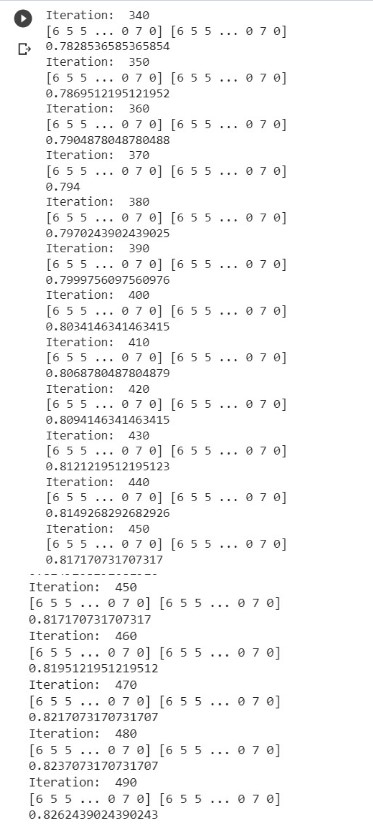 Iteration:  340
[6 5 5 ... 0 7 0] [6 5 5 ... 0 7 0]
0.7828536585365854
Iteration:  350
[6 5 5 ... 0 7 0] [6 5 5 ... 0 7 0]
0.7869512195121952
Iteration:  360
[6 5 5 ... 0 7 0] [6 5 5 ... 0 7 0]
0.7904878048780488
Iteration:  370
[6 5 5 ... 0 7 0] [6 5 5 ... 0 7 0]
0.794
Iteration:  380
[6 5 5 ... 0 7 0] [6 5 5 ... 0 7 0]
0.7970243902439025
Iteration:  390
[6 5 5 ... 0 7 0] [6 5 5 ... 0 7 0]
0.7999756097560976
Iteration:  400
[6 5 5 ... 0 7 0] [6 5 5 ... 0 7 0]
0.8034146341463415
Iteration:  410
[6 5 5 ... 0 7 0] [6 5 5 ... 0 7 0]
0.8068780487804879
Iteration:  420
[6 5 5 ... 0 7 0] [6 5 5 ... 0 7 0]
0.8094146341463415
Iteration:  430
[6 5 5 ... 0 7 0] [6 5 5 ... 0 7 0]
0.8121219512195123
Iteration:  440
[6 5 5 ... 0 7 0] [6 5 5 ... 0 7 0]
0.8149268292682926
Iteration:  450
[6 5 5 ... 0 7 0] [6 5 5 ... 0 7 0]
0.817170731707317
Iteration:  450
[6 5 5 ... 0 7 0] [6 5 5 ... 0 7 0]
0.817170731707317
Iteration:  460
[6 5 5 ... 0 7 0] [6 5 5 ... 0 7 0]
0.8195121951219512
Iteration:  470
[6 5 5 ... 0 7 0] [6 5 5 ... 0 7 0]
0.8217073170731707
Iteration:  480
[6 5 5 ... 0 7 0] [6 5 5 ... 0 7 0]
0.8237073170731707
Iteration:  490
[6 5 5 ... 0 7 0] [6 5 5 ... 0 7 0]
0.8262439024390243